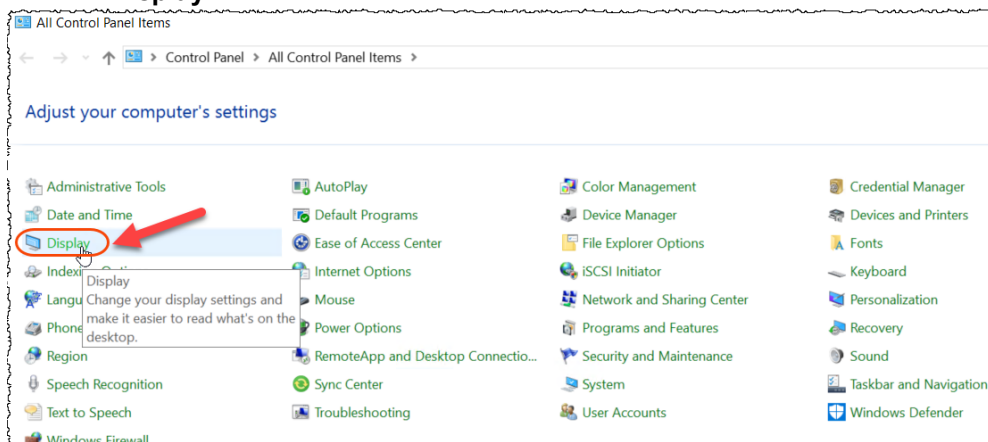 All Control Panel Items
Control Panel > All Control Panel Items >
Adjust your computer's settings
Administrative Tools AutoPlay Color Management Credential Manager
Date and Time Default Programs Device Manager Devices and Printers
Display Ease of Access Center File Explorer Options Fonts
Internet Options iSCSI Initiator Keyboard
Display
Change your display settings and
make it easier to read what's on the
desktop.
Mouse Network and Sharing Center Personalization
Phone Power Options Programs and Features Recovery
Region RemoteApp and Desktop Connectio... Security and Maintenance Sound
Speech Recognition Sync Center System Taskbar and Navigation
Text to Speech Troubleshooting User Accounts Windows Defender
Windows Firewall